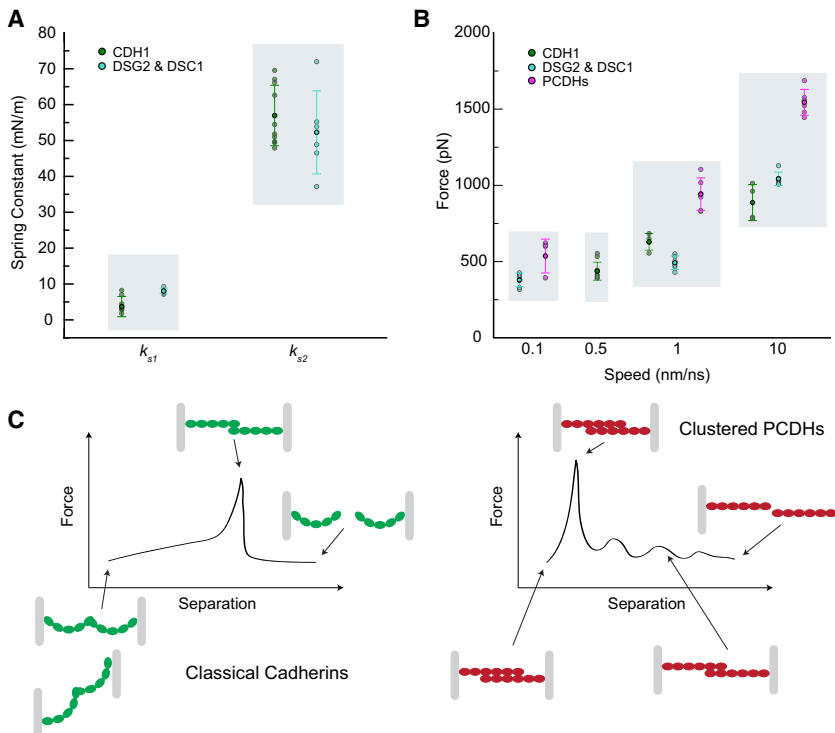 A
CDH1
DSG2 & DSC1
Spring Constant (mN/m)
80
70
60
50
40
30
20
10
0
ks1
ks2
B
CDH1
DSG2 & DSC1
PCDHs
Force (pN)
2000
1500
1000
500
0
0.1
0.5
1
10
Speed (nm/ns)
C
Force
Separation
Classical Cadherins
Clustered PCDHs
Force
Separation